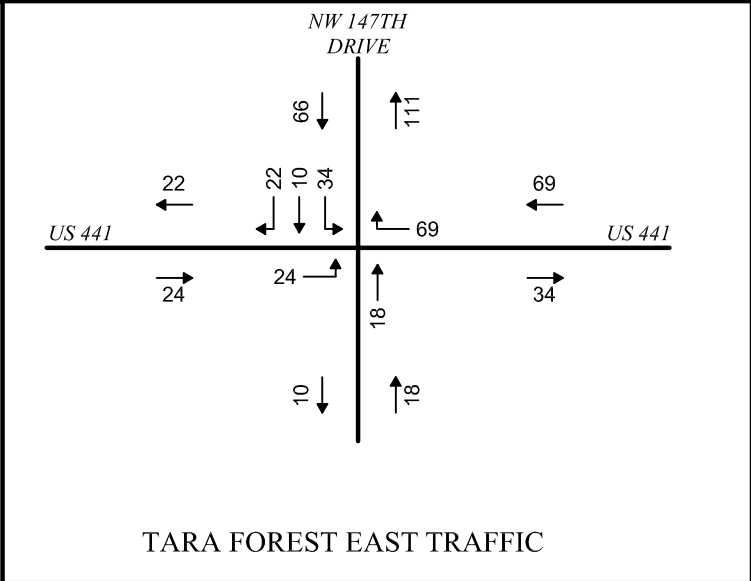 NW 147TH
DRIVE
66
111
22
22
10
34
69
US 441
69
US 441
24
24
34
18
10
18
TARA FOREST EAST TRAFFIC